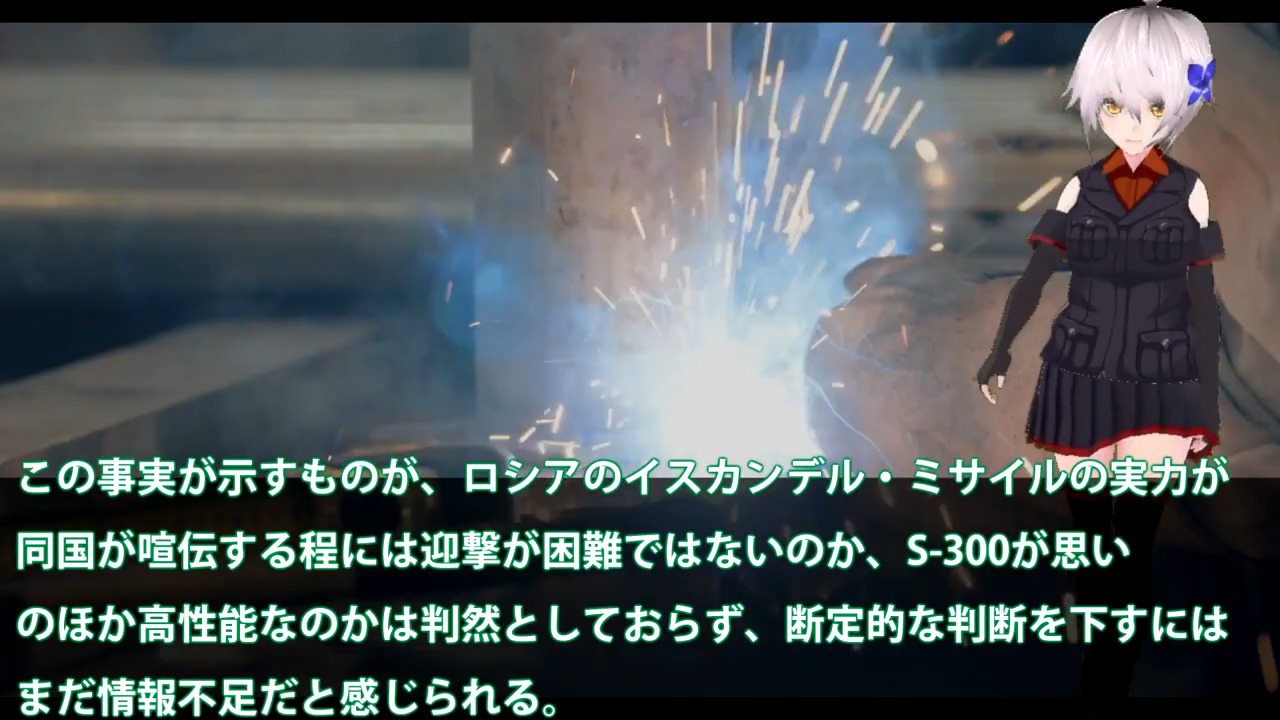 この事実が示すものが、ロシアのイスカンデル・ミサイルの実力が
同国が喧伝する程には迎撃が困難ではないのか、S-300が思い
のほか高性能なのかは判然としておらず、断定的な判断を下すには
まだ情報不足だと感じられる。